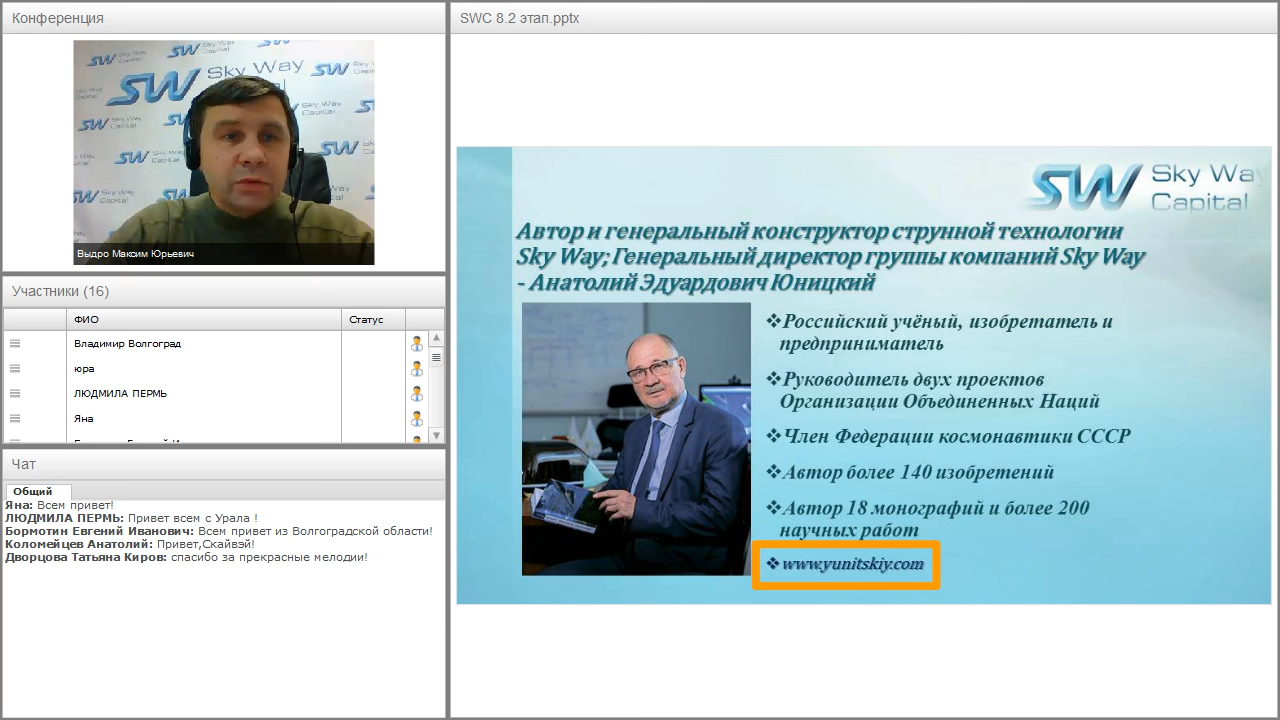 Конференция
SW Sky Way
Capital
Выдро Максим Юрьевич
Участники (16)
ФИО
Статус
Владимир Волгоград
юра
ЛЮДМИЛА ПЕРМЬ
Яна
Чат
Общий
Яна: Всем привет!
ЛЮДМИЛА ПЕРМЬ: Привет всем с Урала !
Бормотин Евгений Иванович: Всем привет из Волгоградской области!
Коломейцев Анатолий: Привет,Скайвэй!
Дворцова Татьяна Киров: спасибо за прекрасные мелодии!
SWC 8.2 этап.pptx
SW Sky Way
Capital
Автор и генеральный конструктор струнной технологии
Sky Way; Генеральный директор группы компаний Sky Way
- Анатолий Эдуардович Юницкий
❖Российский учёный, изобретатель и
предприниматель
❖Руководитель двух проектов
Организации Объединенных Наций
❖Член Федерации космонавтики СССР
❖Автор более 140 изобретений
❖Автор 18 монографий и более 200
научных работ
❖www.yunitskiy.com